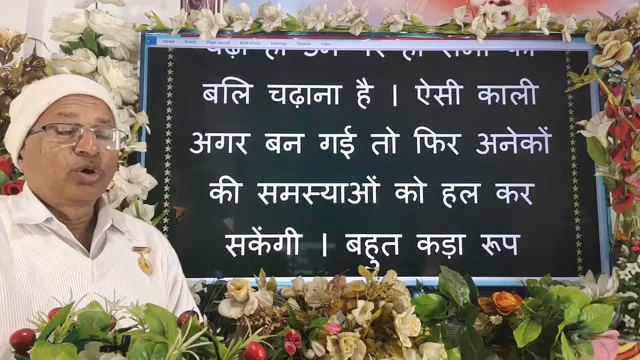 बलि चढ़ाना है । ऐसी काली
अगर बन गई तो फिर अनेकों
की समस्याओं को हल कर
सकेंगी । बहुत कड़ा रूप